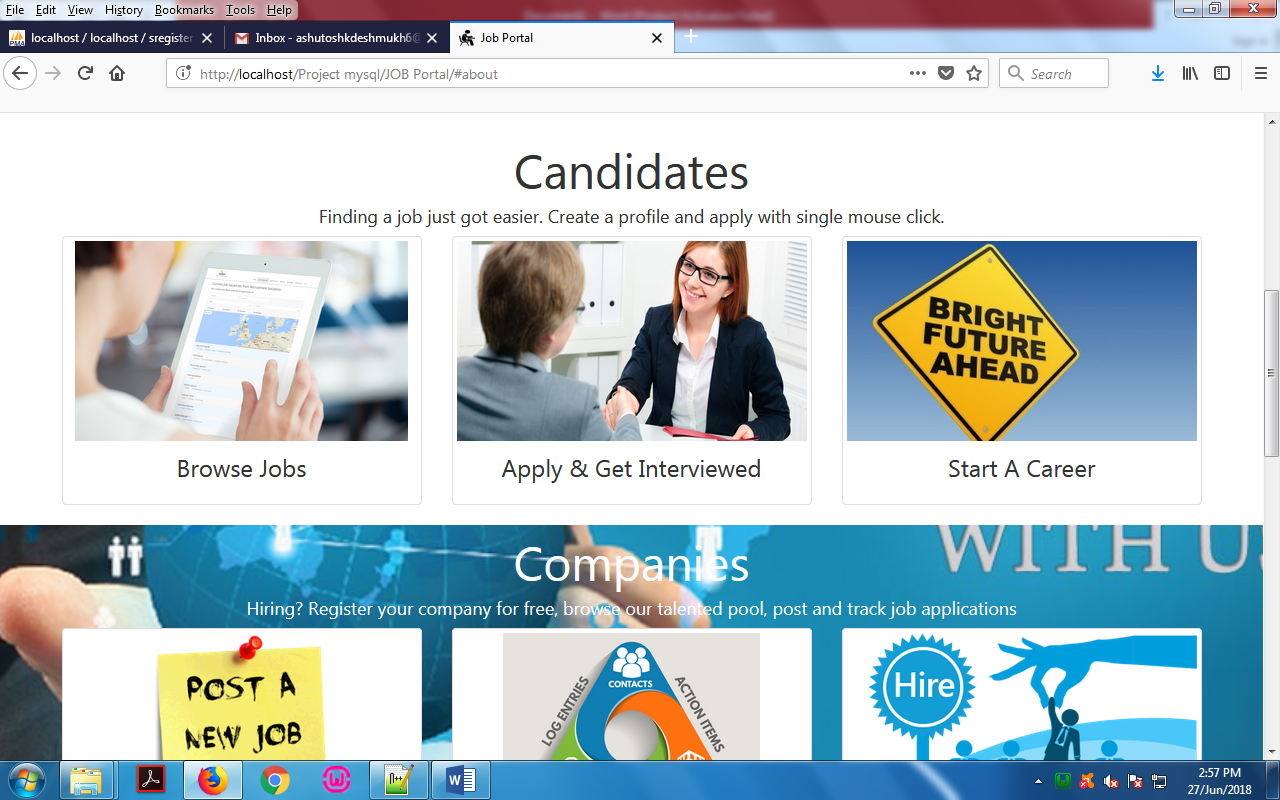 File Edit View History Bookmarks Tools Help
localhost / localhost / sregister
Inbox - ashutoshkdeshmukh6@
Job Portal
http://localhost/Project mysql/JOB Portal/#about
Search
Candidates
Finding a job just got easier. Create a profile and apply with single mouse click.
BRIGHT
FUTURE
AHEAD
Browse Jobs
Apply & Get Interviewed
Start A Career
WITH U
Companies
Hiring? Register your company for free, browse our talented pool, post and track job applications
POST A
NEW JOB
CONTACTS
LOG ENTRIES
ACTION ITEMS
Hire
2:57 PM
27/Jun/2018